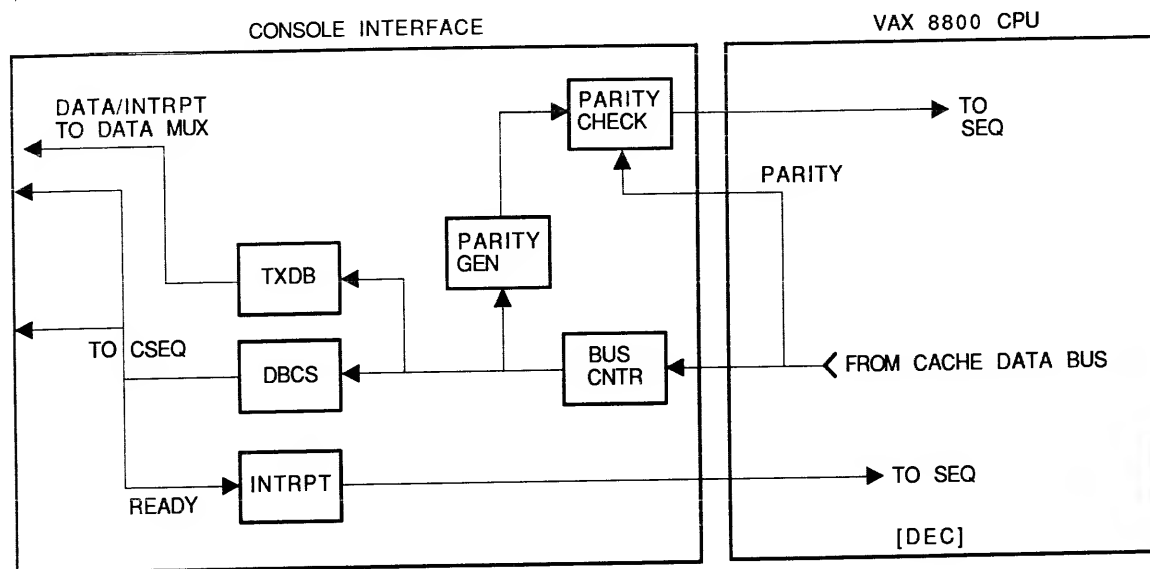 CONSOLE INTERFACE
VAX 8800 CPU
DATA/INTRPT
TO DATA MUX
PARITY
CHECK
TO
SEQ
PARITY
PARITY
GEN
TXDB
TO CSEQ
DBCS
BUS
CNTR
FROM CACHE DATA BUS
READY
INTRPT
TO SEQ
[DEC]